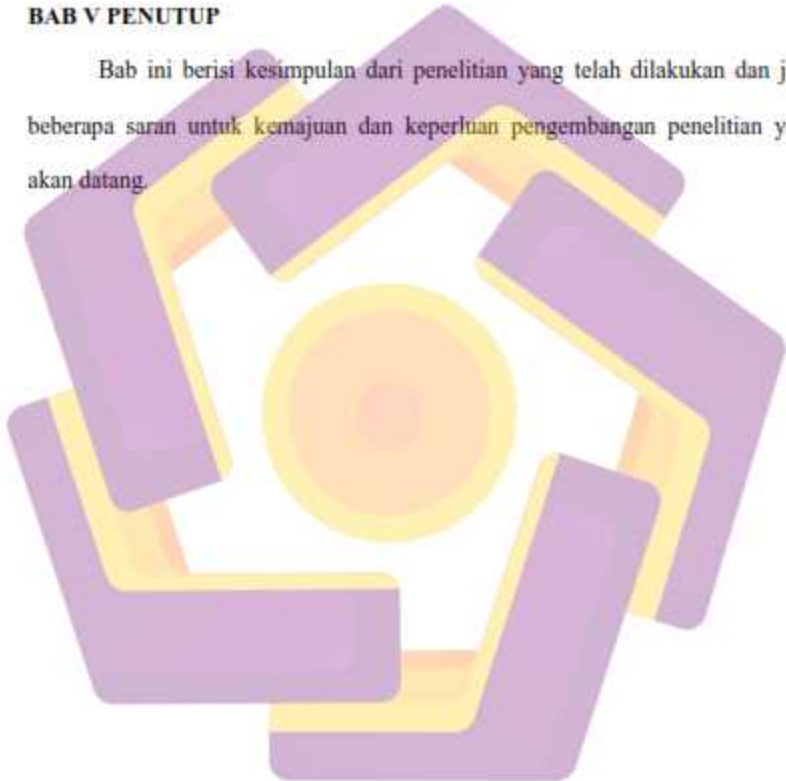 BAB V PENUTUP
Bab ini berisi kesimpulan dari penelitian yang telah dilakukan dan
beberapa saran untuk kemajuan dan keperluan pengembangan penelitian
akan datang.